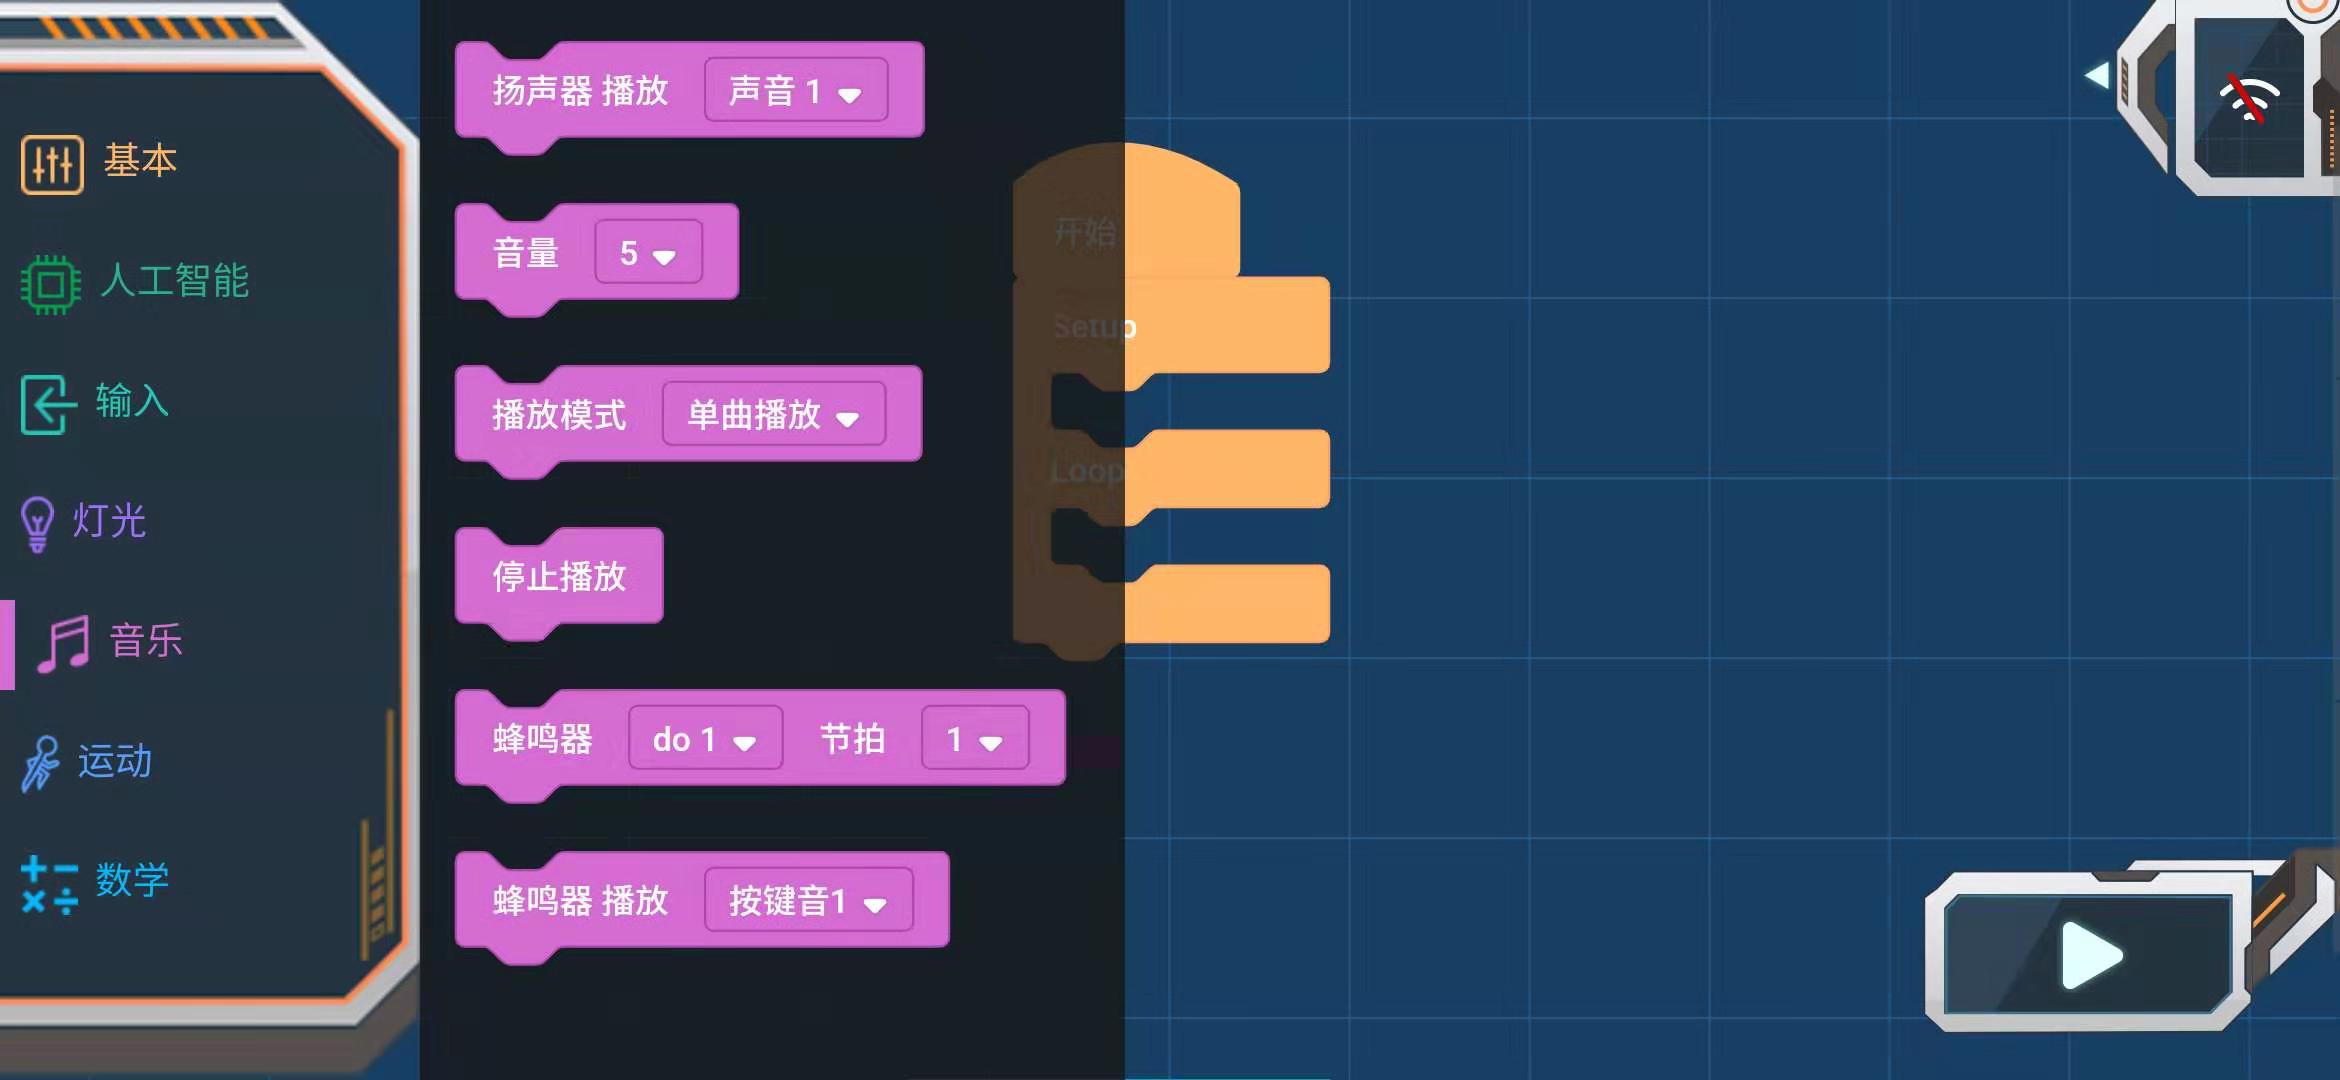 基本
人工智能
输入
灯光
音乐
运动
数学
扬声器 播放 声音 1
音量 5
播放模式 单曲播放
停止播放
蜂鸣器 do 1 节拍 1
蜂鸣器 播放 按键音1
开始
Setup
Loop